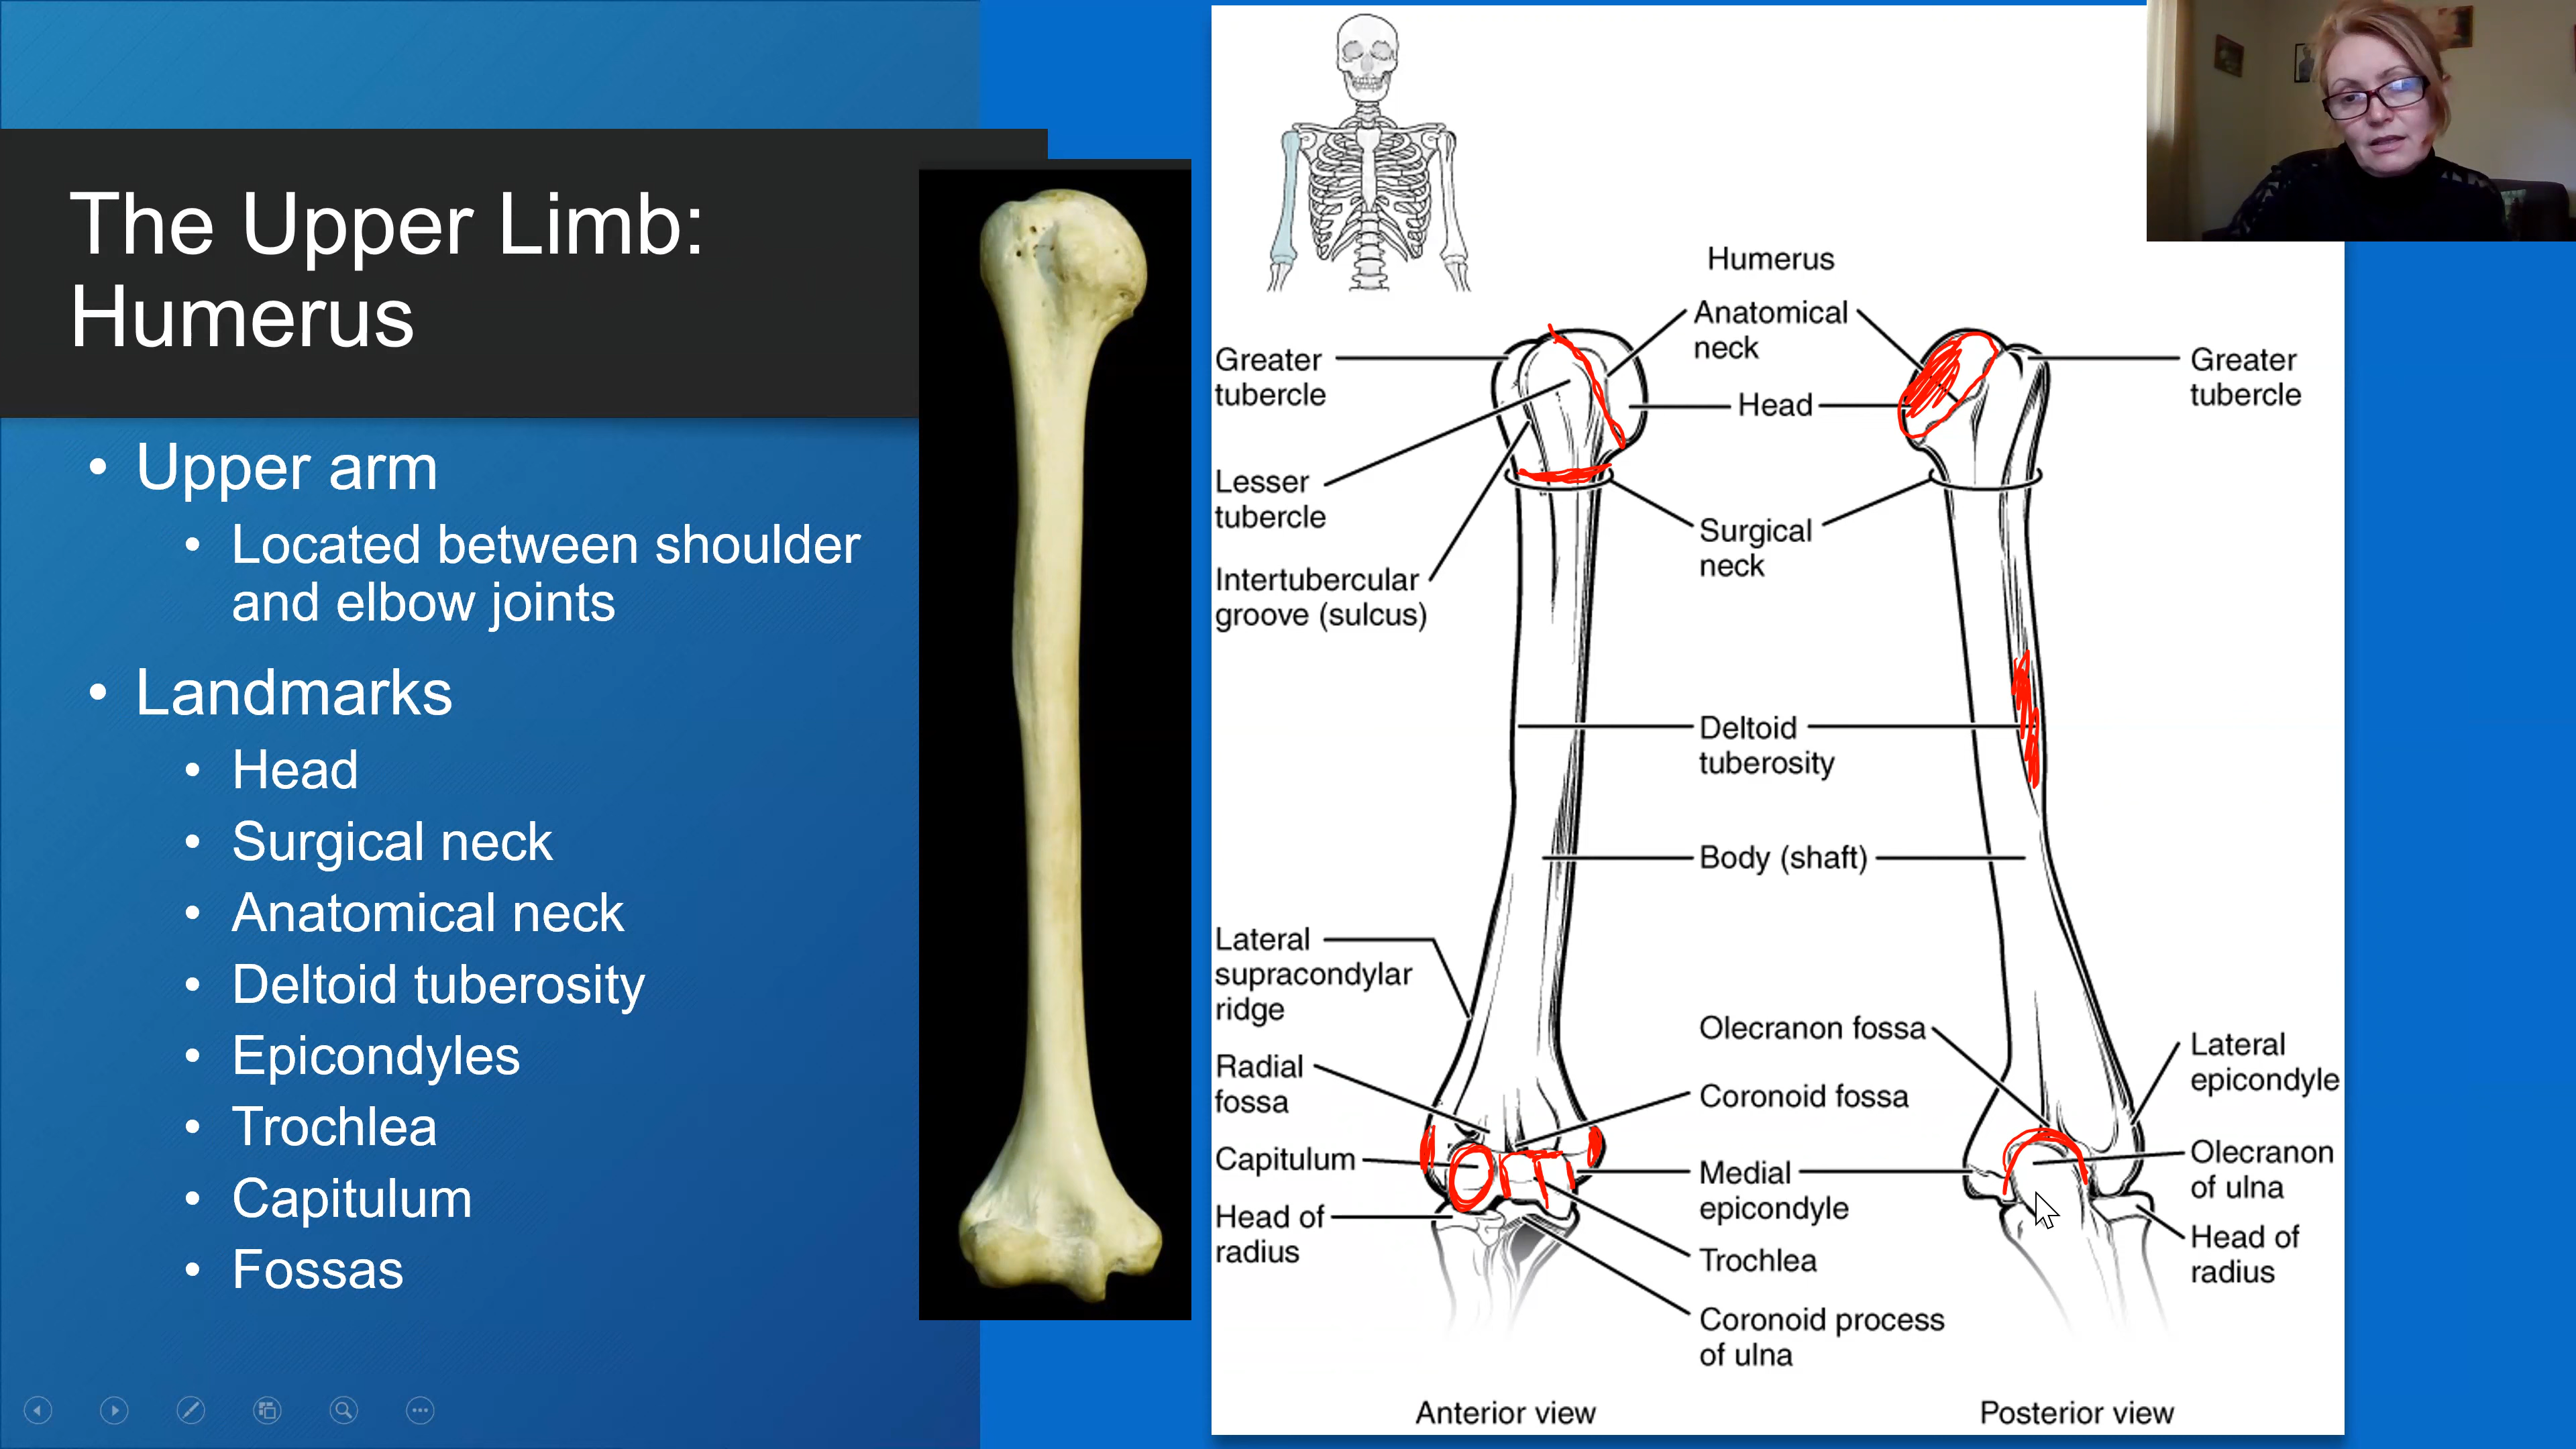 The Upper Limb:
Humerus
• Upper arm
• Located between shoulder
and elbow joints
• Landmarks
• Head
• Surgical neck
• Anatomical neck
• Deltoid tuberosity
• Epicondyles
• Trochlea
• Capitulum
• Fossas
Humerus
Anatomical
neck
Greater
tubercle
Head
Greater
tubercle
Lesser
tubercle
Surgical
neck
Intertubercular
groove (sulcus)
Deltoid
tuberosity
Body (shaft)
Lateral
supracondylar
ridge
Olecranon fossa
Lateral
epicondyle
Radial
fossa
Coronoid fossa
Capitulum
Medial
epicondyle
Olecranon
of ulna
Head of
radius
Trochlea
Head of
radius
Coronoid process
of ulna
Anterior view
Posterior view